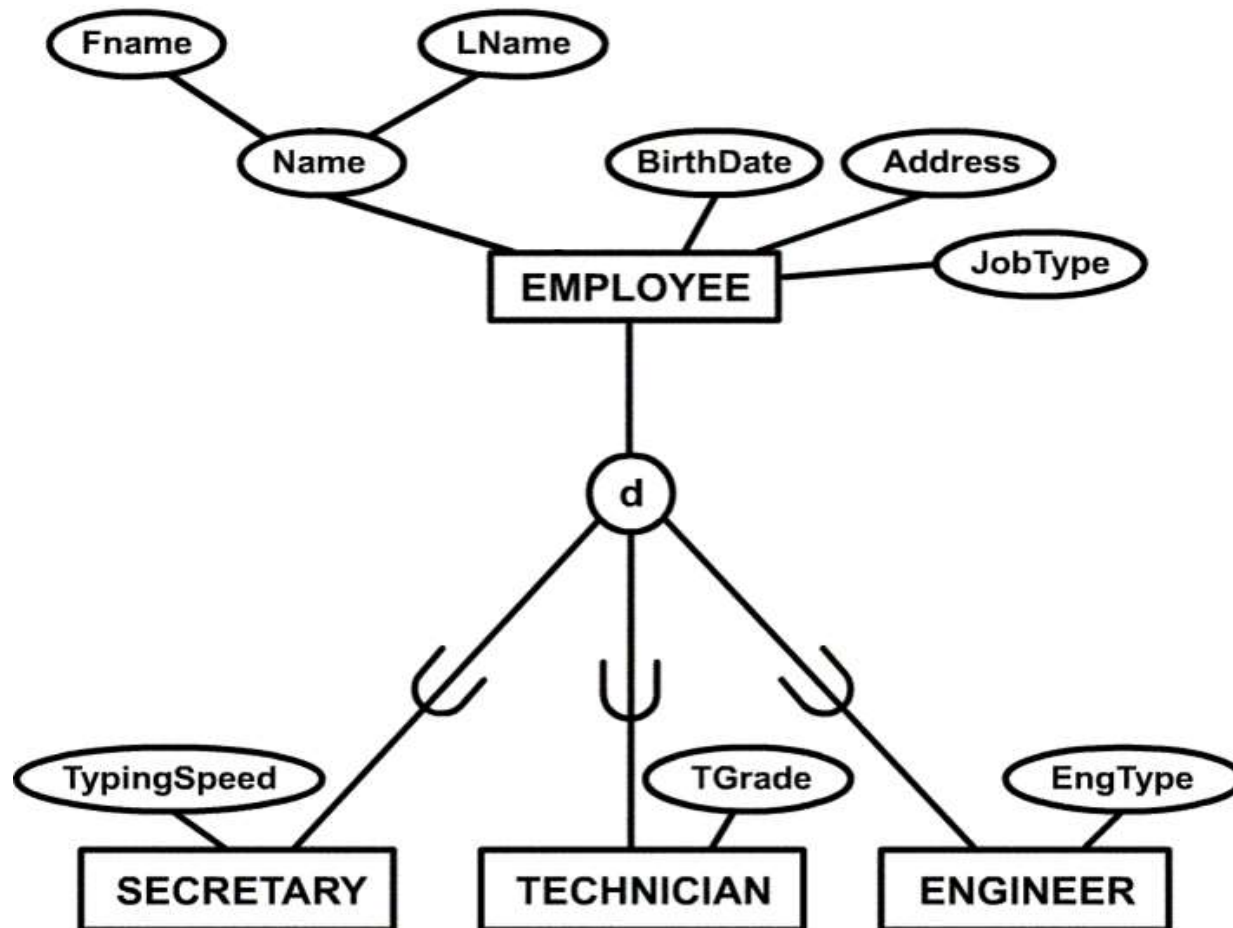 Fname
LName
Name
BirthDate
Address
JobType
EMPLOYEE
d
TypingSpeed
TGrade
EngType
SECRETARY
TECHNICIAN
ENGINEER